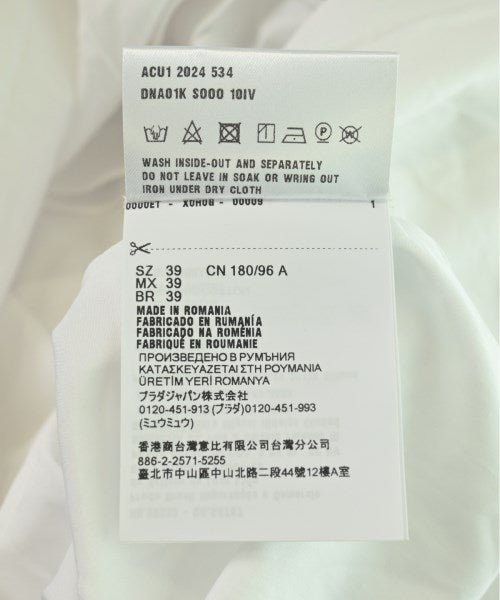 ACU1 2024 534
DNA01K S000 10IV
WASH INSIDE-OUT AND SEPARATELY
DO NOT LEAVE IN SOAK OR WRING OUT
IRON UNDER DRY CLOTH
1
SZ 39 CN 180/96 A
MX 39
BR 39
MADE IN ROMANIA
FABRICADO EN RUMANÍA
FABRICADO NA ROMÉNIA
FABRIQUÉ EN ROUMANIE
ПРОИЗВЕДЕНО В РУМЪНИЯ
ΚΑΤΑΣΚΕΥΑΖΕΤΑΙ ΣΤΗ ΡΟΥΜΑΝΙΑ
ÜRETİM YERİ ROMANYA
プラダジャパン株式会社
0120-451-913 (プラダ)0120-451-993
(ミュウミュウ)
香港商台灣意比有限公司台灣分公司
886-2-2571-5255
臺北市中山區中山北路二段44號12樓A室